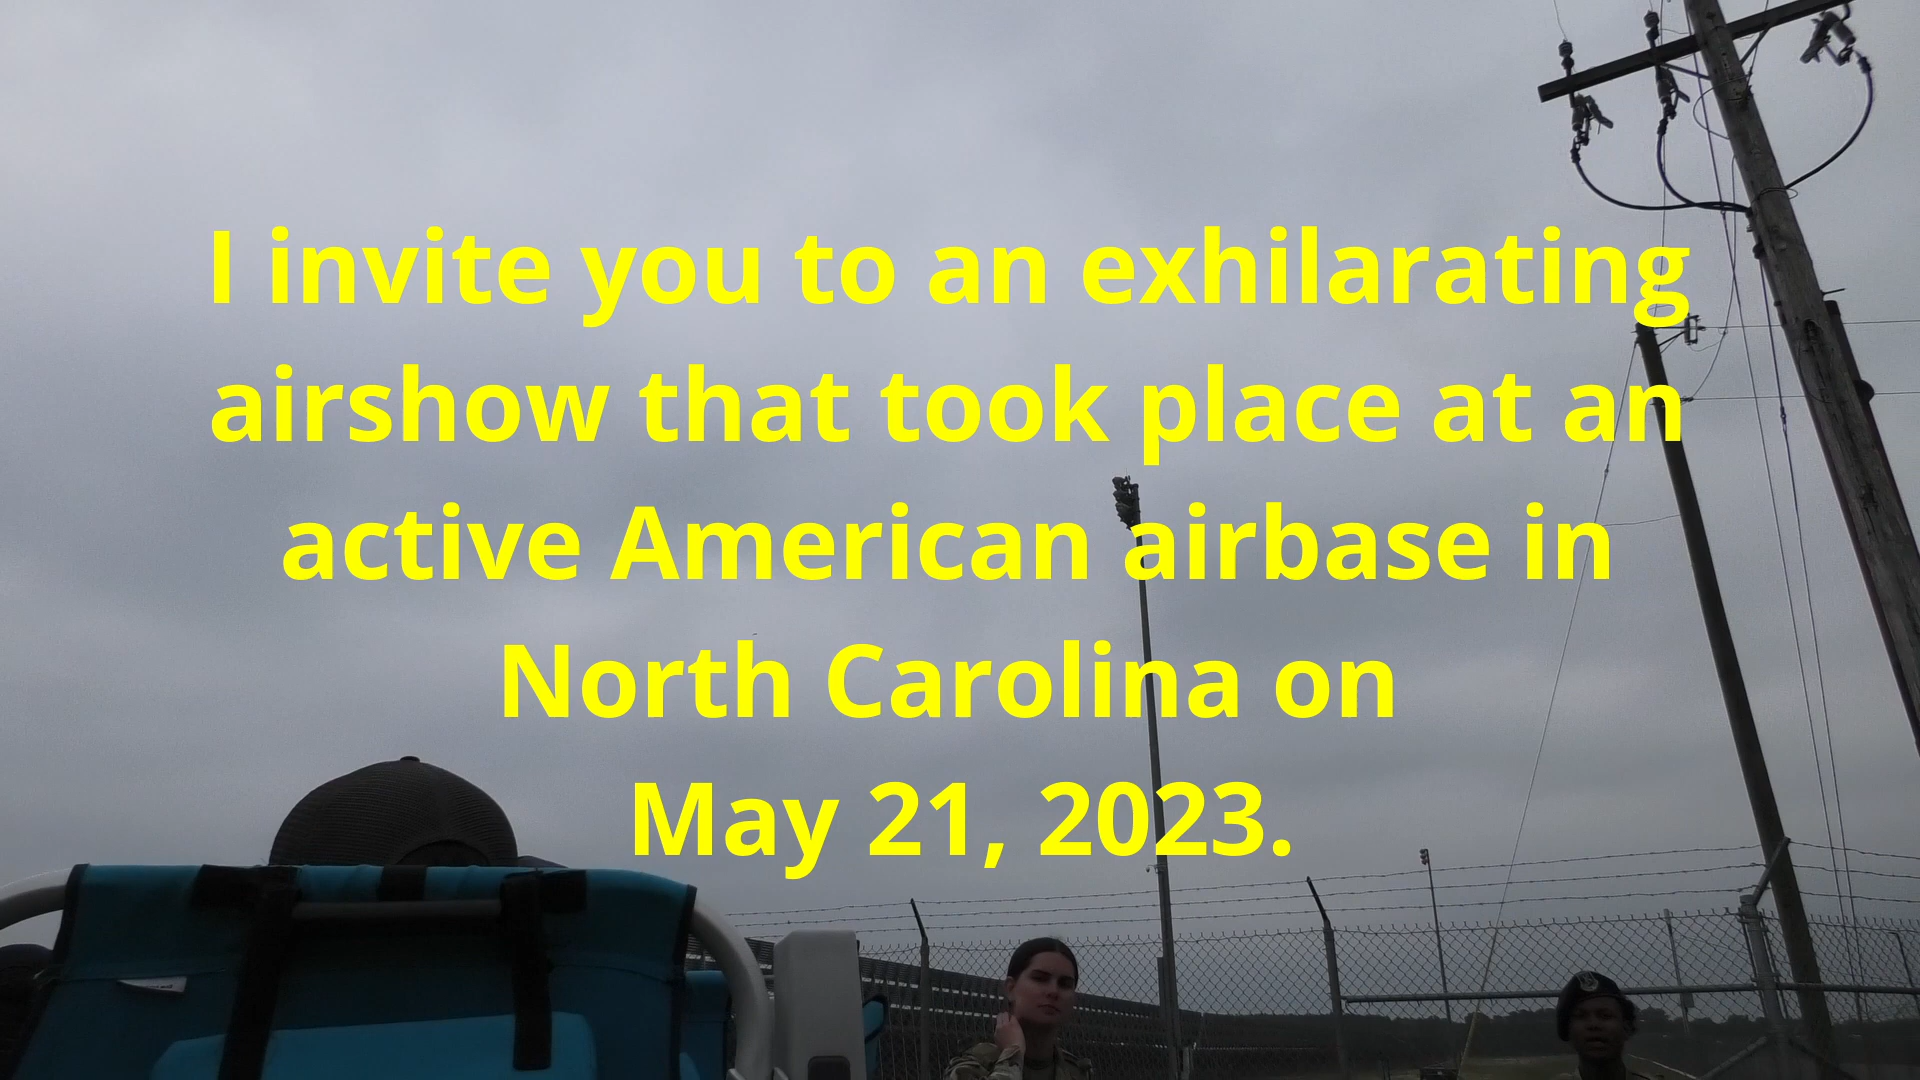 I invite you to an exhilarating
airshow that took place at an
active American airbase in
North Carolina on
May 21, 2023.